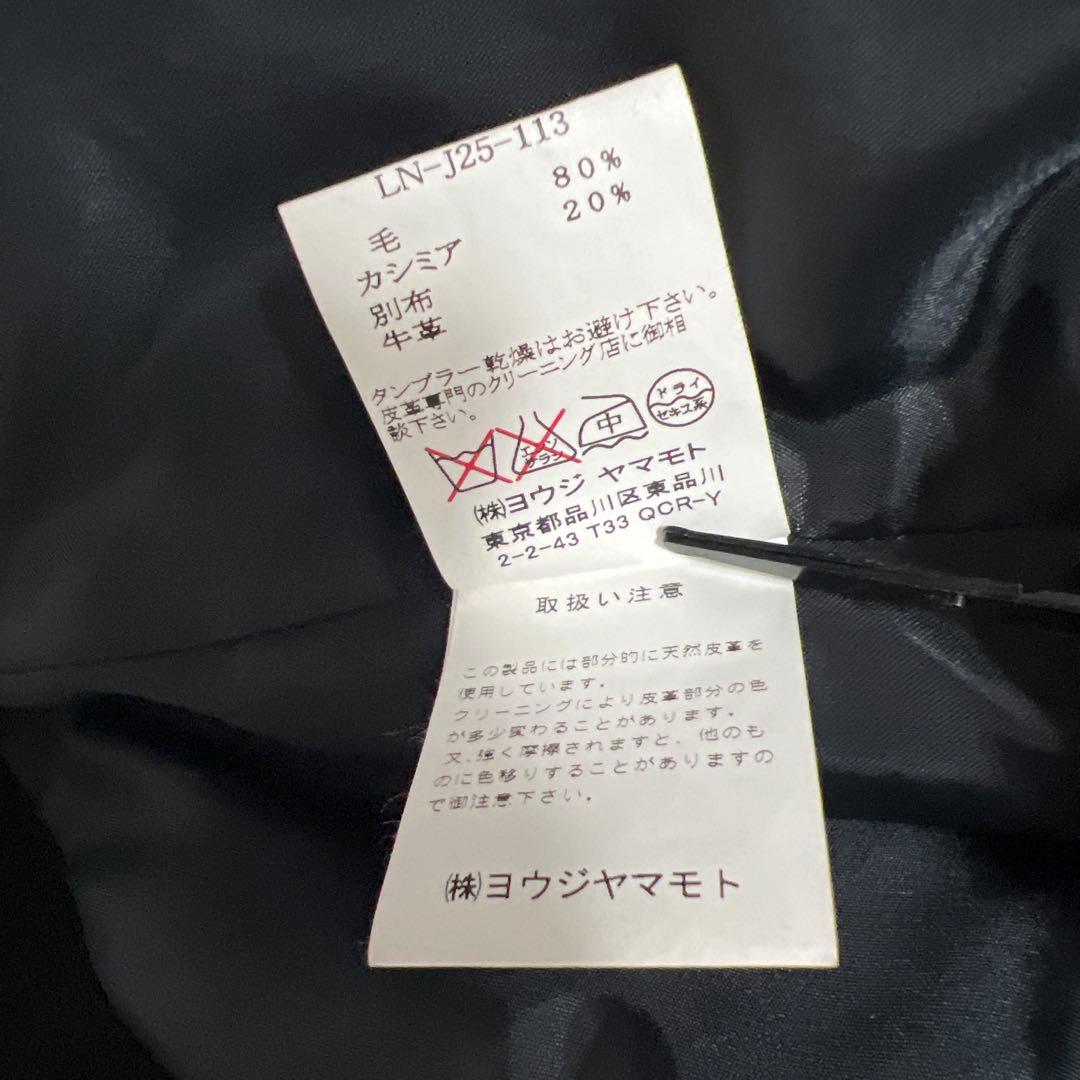 LN-J25-113
毛 80%
カシミア 20%
別布
牛革
タンブラー乾燥はお避け下さい。
皮革専門のクリーニング店に御相
談下さい。
エンソ
サラシ
中
ドライ
セキユ系
㈱ヨウジ ヤマモト
東京都品川区東品川
2-2-43 T33 QCR-Y
取扱い注意
この製品には部分的に天然皮革を
使用しています.
クリーニングにより皮革部分の色
が多少変わることがあります.
又、強く摩擦されますと、他のも
のに色移りすることがありますの
で御注意下さい.
㈱ヨウジヤマモト